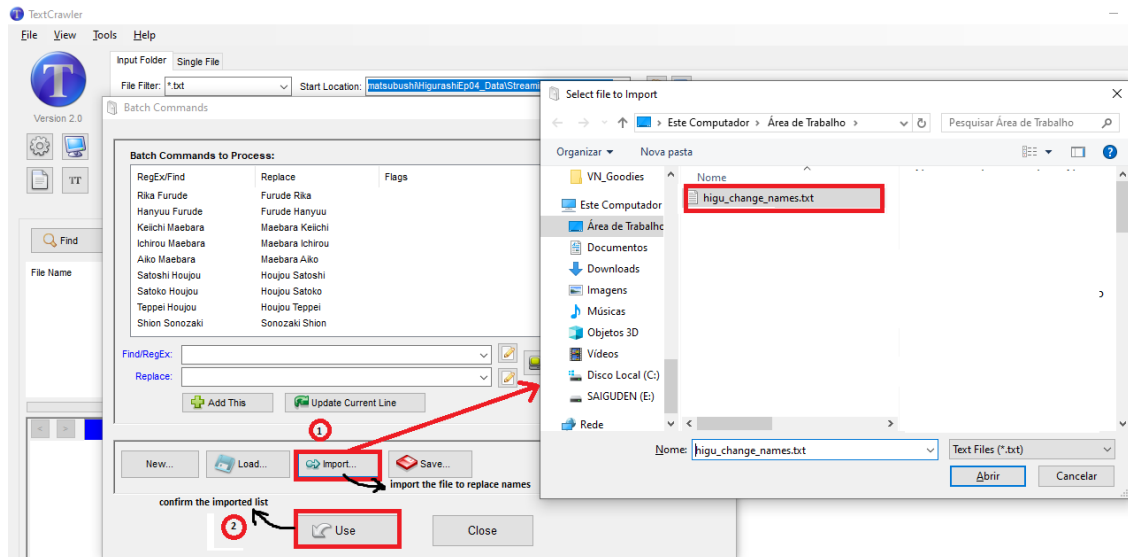 TextCrawler
File View Tools Help
Input Folder Single File
File Filter: *.txt Start Location: matsubushi\HigurashiEp04_Data\Streami
Version 2.0
TT
Find
File Name
Batch Commands
Batch Commands to Process:
RegEx/Find Replace Flags
Rika Furude Furude Rika
Hanyuu Furude Furude Hanyuu
Keiichi Maebara Maebara Keiichi
Ichirou Maebara Maebara Ichirou
Aiko Maebara Maebara Aiko
Satoshi Houjou Houjou Satoshi
Satoko Houjou Houjou Satoko
Teppei Houjou Houjou Teppei
Shion Sonozaki Sonozaki Shion
Find/RegEx:
Replace:
Add This Update Current Line
1
New... Load... Import... Save...
import the file to replace names
confirm the imported list
2
Use Close
Select file to Import
Este Computador > Área de Trabalho >
Pesquisar Área de Trabalho
Organizar Nova pasta
VN_Goodies
Este Computador
Área de Trabalho
Documentos
Downloads
Imagens
Músicas
Objetos 3D
Vídeos
Disco Local (C:)
SAIGUDEN (E:)
Rede
Nome
higu_change_names.txt
Nome: higu_change_names.txt
Text Files (*.txt)
Abrir Cancelar